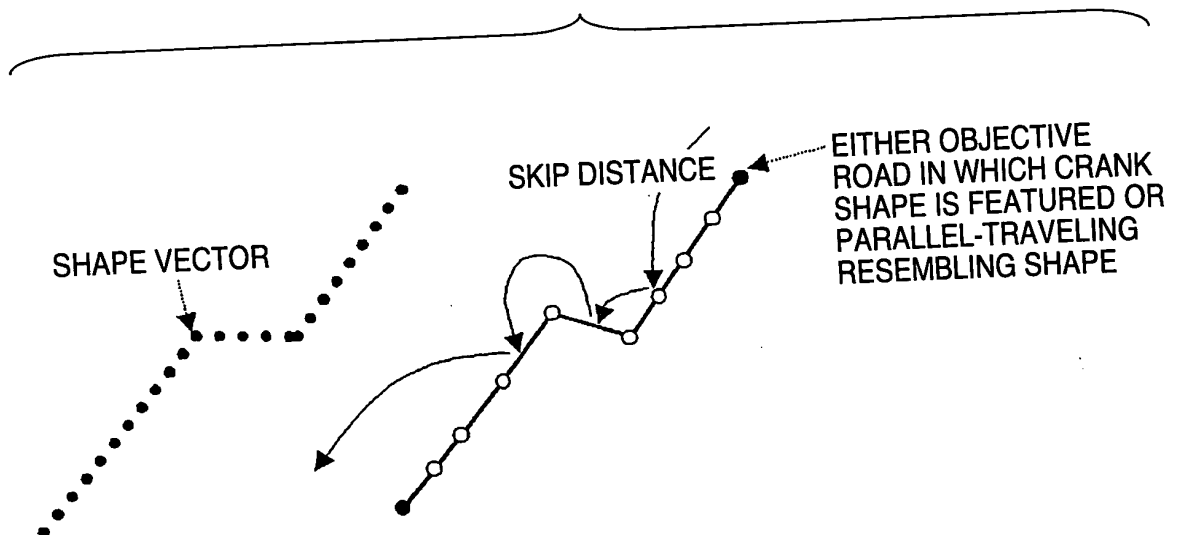 SKIP DISTANCE
EITHER OBJECTIVE
ROAD IN WHICH CRANK
SHAPE IS FEATURED OR
PARALLEL-TRAVELING
RESEMBLING SHAPE
SHAPE VECTOR